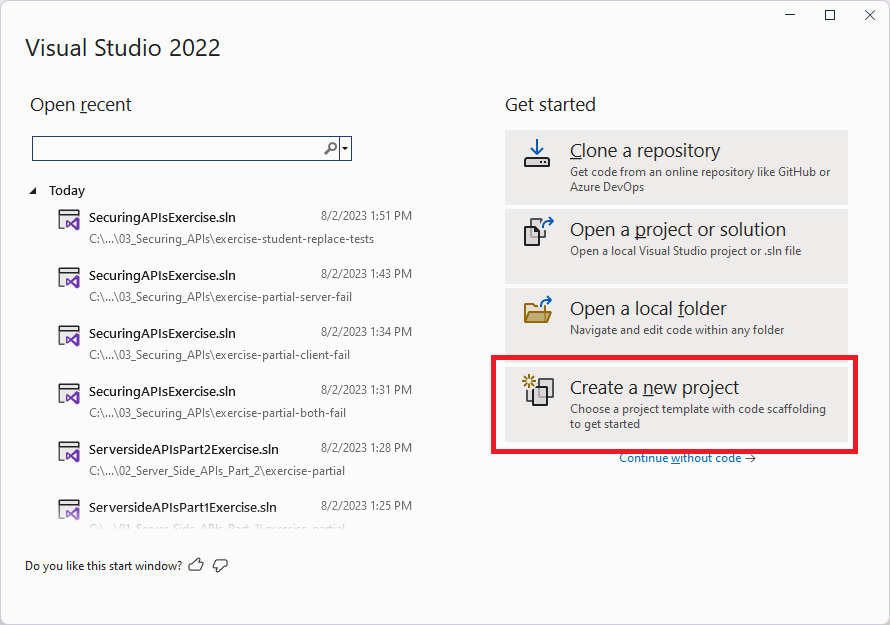 Visual Studio 2022
Open recent
Today
SecuringAPIsExercise.sln 8/2/2023 1:51 PM
C:\...\03_Securing_APIs\exercise-student-replace-tests
SecuringAPIsExercise.sln 8/2/2023 1:43 PM
C:\...\03_Securing_APIs\exercise-partial-server-fail
SecuringAPIsExercise.sln 8/2/2023 1:34 PM
C:\...\03_Securing_APIs\exercise-partial-client-fail
SecuringAPIsExercise.sln 8/2/2023 1:31 PM
C:\...\03_Securing_APIs\exercise-partial-both-fail
ServersideAPIsPart2Exercise.sln 8/2/2023 1:28 PM
C:\...\02_Server_Side_APIs_Part_2\exercise-partial
ServersideAPIsPart1Exercise.sln 8/2/2023 1:25 PM
C:\...\01_Server_Side_APIs_Part_1\exercise-partial
Get started
Clone a repository
Get code from an online repository like GitHub or
Azure DevOps
Open a project or solution
Open a local Visual Studio project or .sln file
Open a local folder
Navigate and edit code within any folder
Create a new project
Choose a project template with code scaffolding
to get started
Continue without code →
Do you like this start window?